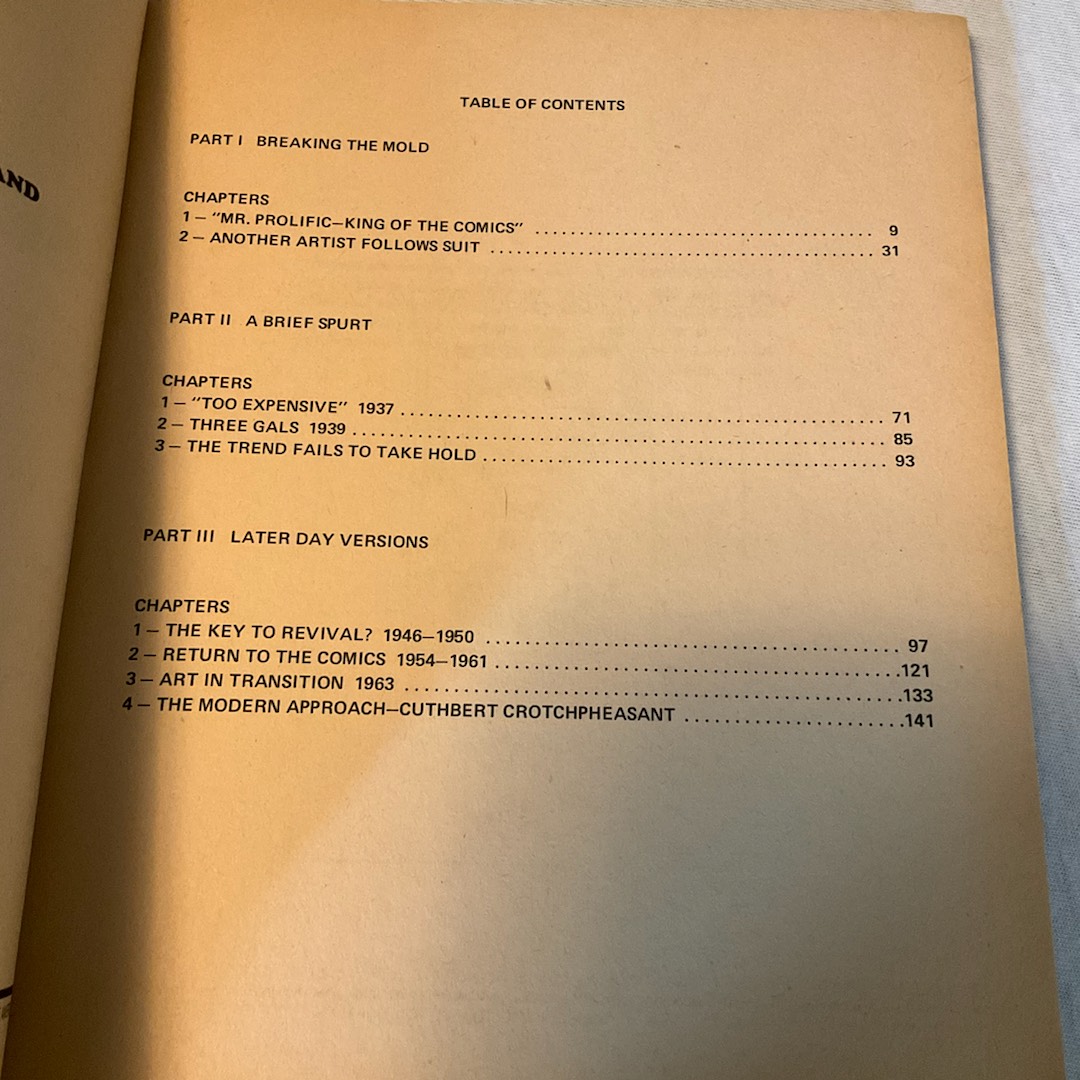 AND
TABLE OF CONTENTS
PART I BREAKING THE MOLD
CHAPTERS
1 — "MR. PROLIFIC—KING OF THE COMICS" ........................................ 9
2 — ANOTHER ARTIST FOLLOWS SUIT ............................................. 31
PART II A BRIEF SPURT
CHAPTERS
1 — "TOO EXPENSIVE" 1937 ........................................................ 71
2 — THREE GALS 1939 .............................................................. 85
3 — THE TREND FAILS TO TAKE HOLD ................................................ 93
PART III LATER DAY VERSIONS
CHAPTERS
1 — THE KEY TO REVIVAL? 1946—1950 ................................................ 97
2 — RETURN TO THE COMICS 1954—1961 ................................................121
3 — ART IN TRANSITION 1963 ..............................................................133
4 — THE MODERN APPROACH—CUTHBERT CROTCHPHEASANT ..........................141